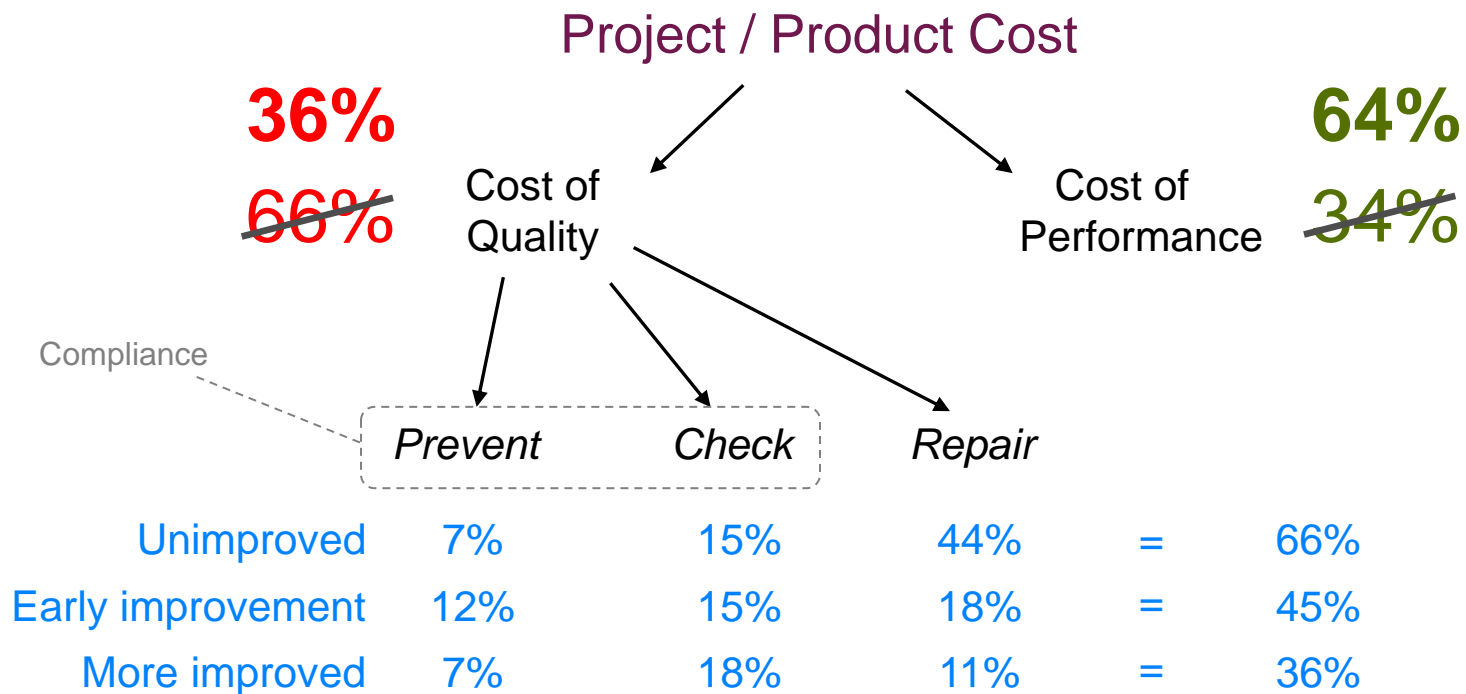 Project / Product Cost
36%
64%
66%
Cost of
Quality
Cost of
Performance
34%
Compliance
Prevent Check Repair
Unimproved 7% 15% 44% = 66%
Early improvement 12% 15% 18% = 45%
More improved 7% 18% 11% = 36%